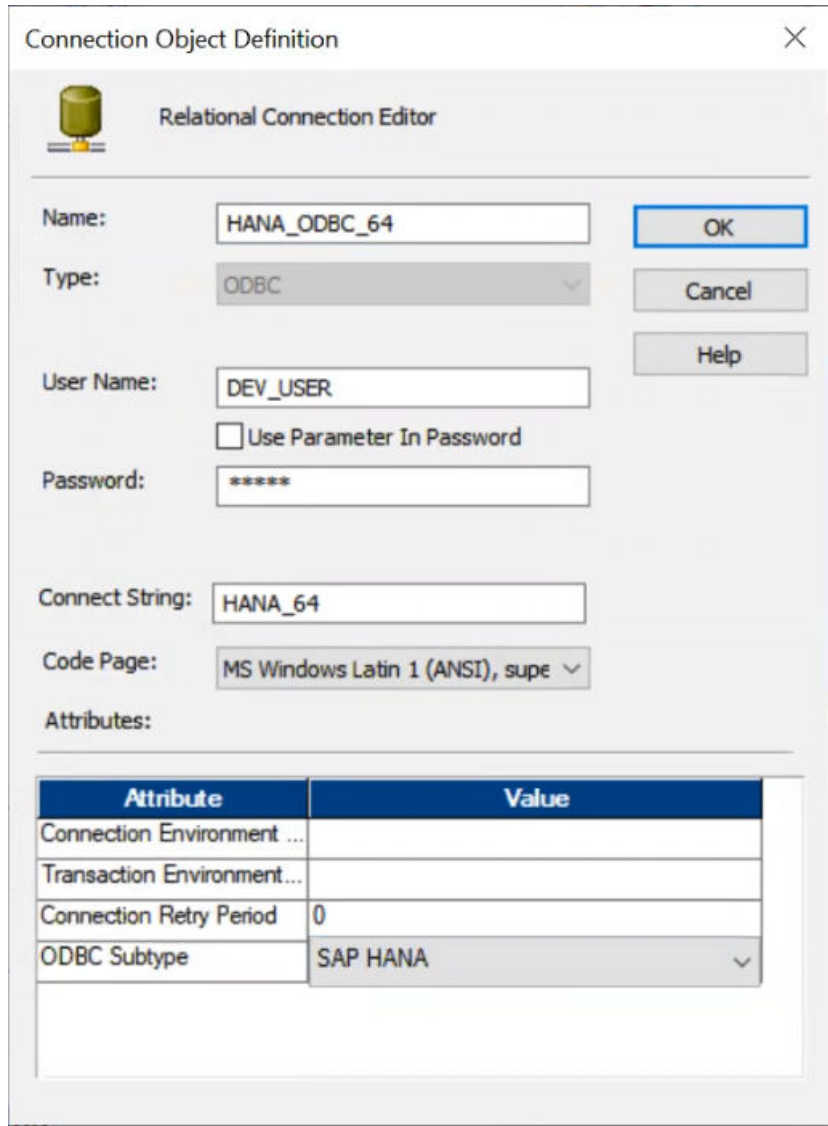 Connection Object Definition
Relational Connection Editor
Name:
HANA_ODBC_64
OK
Type:
ODBC
Cancel
Help
User Name:
DEV_USER
Use Parameter In Password
Password:
*****
Connect String:
HANA_64
Code Page:
MS Windows Latin 1 (ANSI), supe
Attributes:
Attribute Value
Connection Environment ...
Transaction Environment...
Connection Retry Period 0
ODBC Subtype SAP HANA